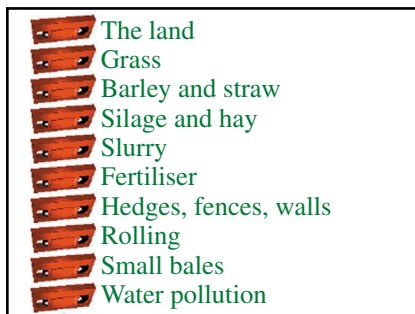 The land
Grass
Barley and straw
Silage and hay
Slurry
Fertiliser
Hedges, fences, walls
Rolling
Small bales
Water pollution